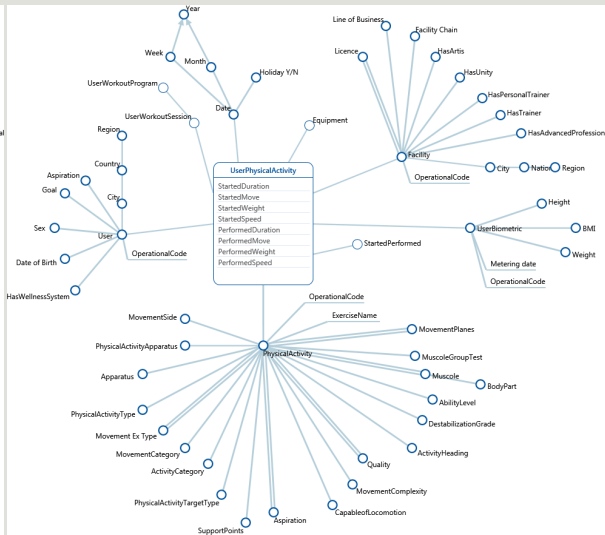 Year
Line of Business
Facility Chain
Week
Month
Licence
HasArtis
UserWorkoutProgram
Holiday Y/N
HasUnity
HasPersonalTrainer
UserWorkoutSession
Date
Equipment
HasTrainer
Region
al
HasAdvancedProfession
Facility
Country
UserPhysicalActivity
City
Nation
Region
Aspiration
StartedDuration
OperationalCode
Goal
StartedMove
City
StartedWeight
Height
StartedSpeed
Sex
User
PerformedDuration
UserBiometric
BMI
PerformedMove
StartedPerformed
OperationalCode
PerformedWeight
Weight
Date of Birth
PerformedSpeed
Metering date
OperationalCode
HasWellnessSystem
OperationalCode
MovementSide
ExerciseName
MovementPlanes
PhysicalActivityApparatus
PhysicalActivity
MuscoleGroupTest
Apparatus
Muscole
BodyPart
AbilityLevel
PhysicalActivityType
DestabilizationGrade
Movement Ex Type
MovementCategory
ActivityHeading
ActivityCategory
Quality
PhysicalActivityTargetType
MovementComplexity
Aspiration
CapableofLocomotion
SupportPoints